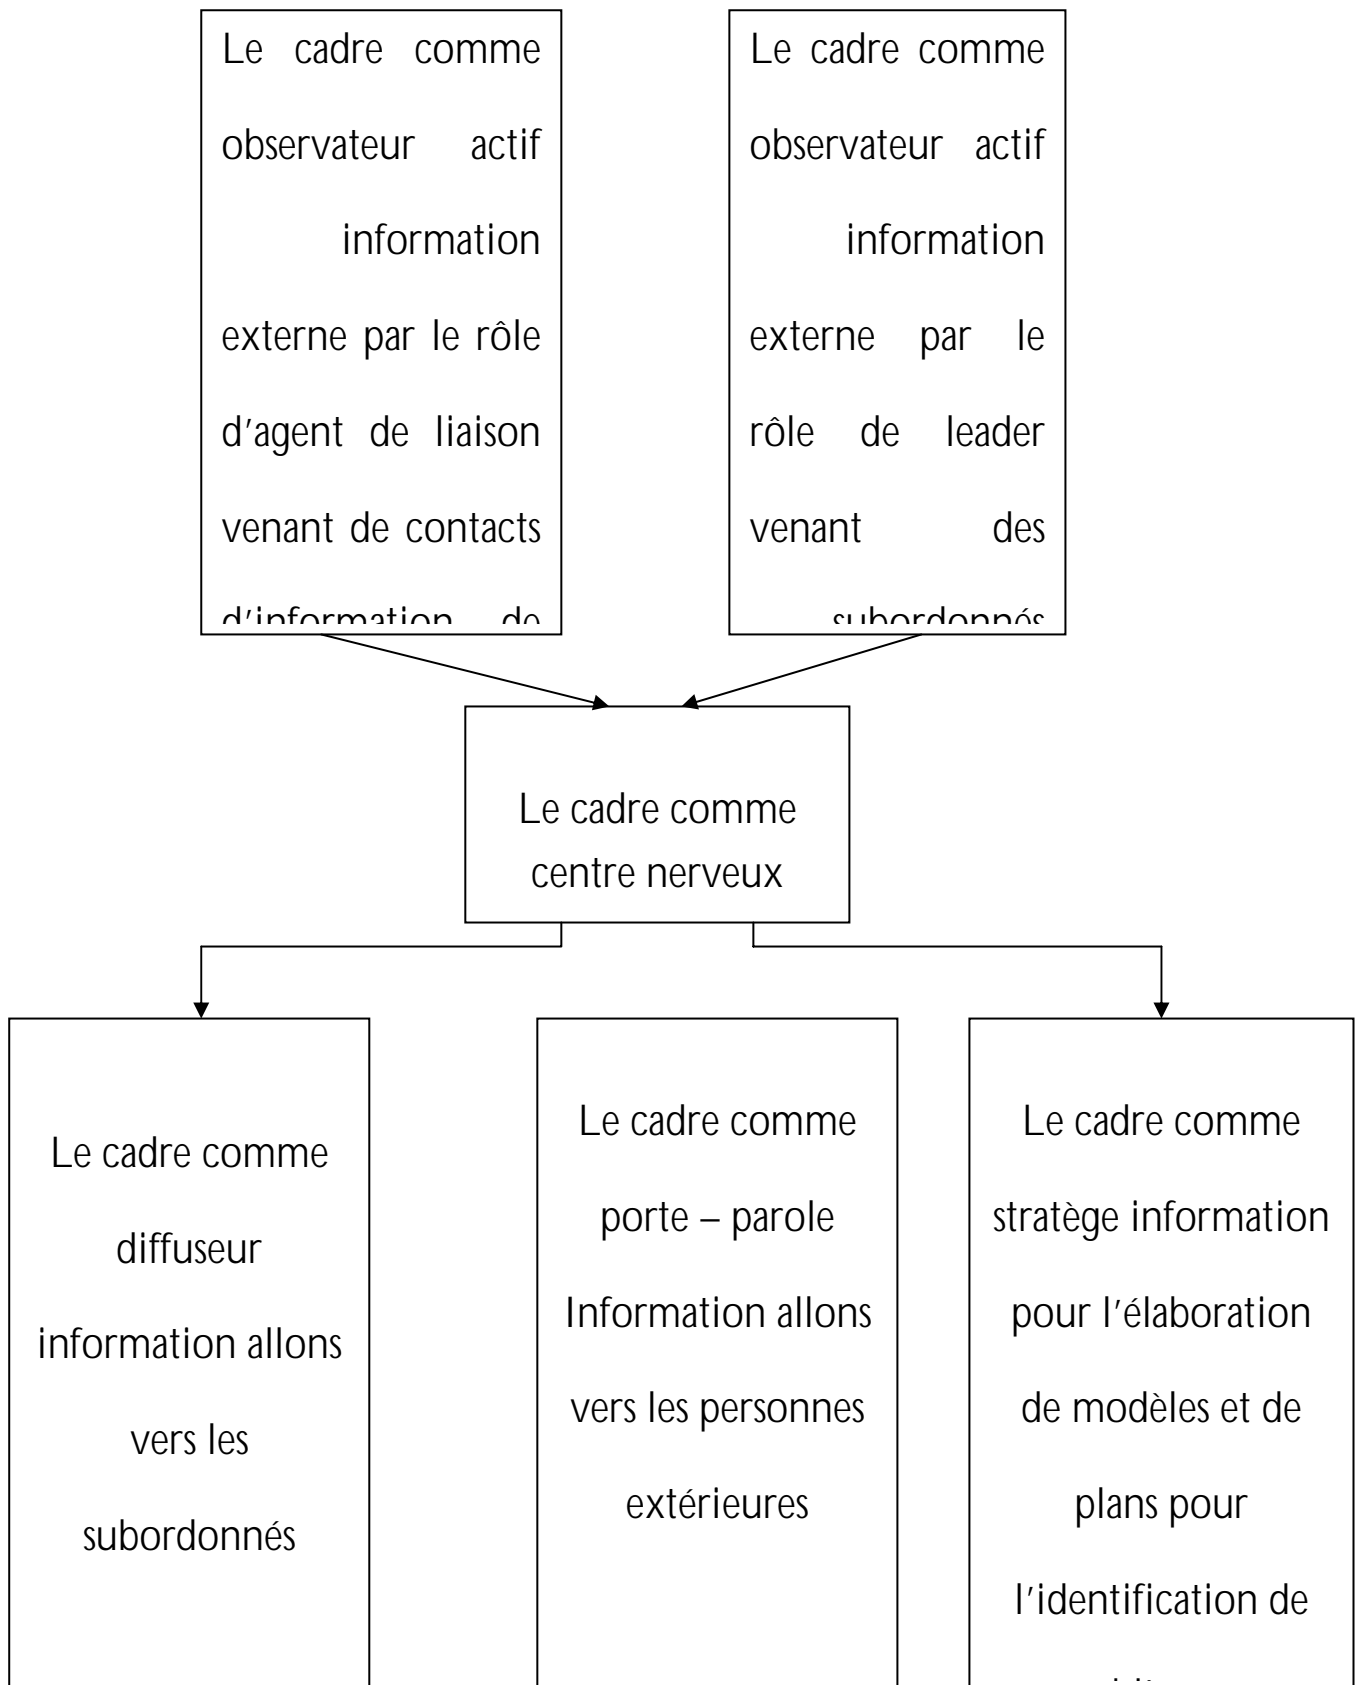 Le cadre comme
observateur actif
information
externe par le rôle
d'agent de liaison
venant de contacts
d'information de
Le cadre comme
observateur actif
information
externe par le
rôle de leader
venant des
subordonnés
Le cadre comme
centre nerveux
Le cadre comme
diffuseur
information allons
vers les
subordonnés
Le cadre comme
porte – parole
Information allons
vers les personnes
extérieures
Le cadre comme
stratège information
pour l'élaboration
de modèles et de
plans pour
l'identification de